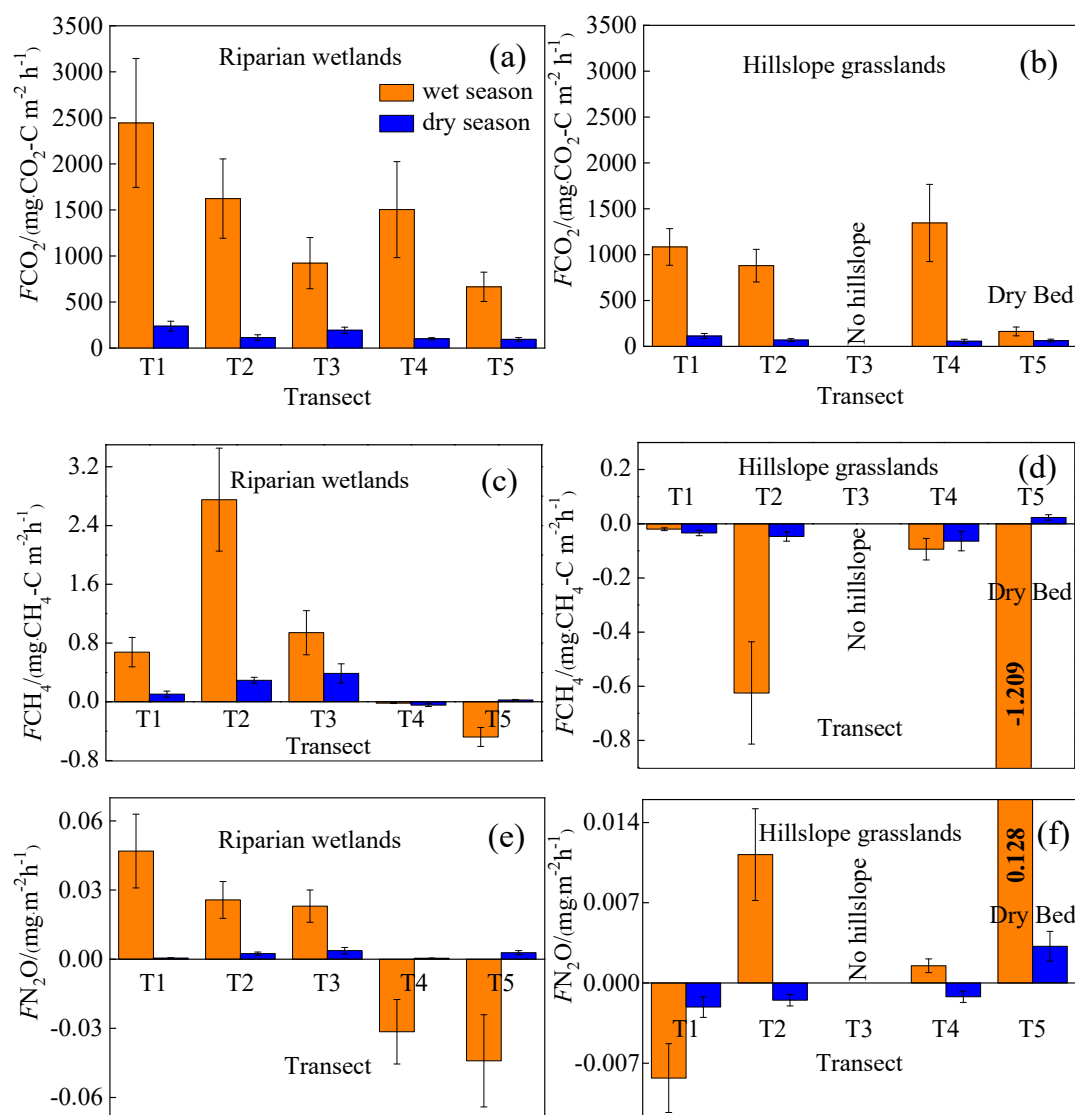 3500
3000
2500
2000
1500
1000
500
0
FCO₂/(mg.CO₂-C m⁻² h⁻¹)
Riparian wetlands
(a)
wet season
dry season
T1 T2 T3 T4 T5
Transect
3500
3000
2500
2000
1500
1000
500
0
FCO₂/(mg.CO₂-C m⁻² h⁻¹)
Hillslope grasslands
(b)
No hillslope
Dry Bed
T1 T2 T3 T4 T5
Transect
3.2
2.4
1.6
0.8
0.0
-0.8
FCH₄/(mg.CH₄-C m⁻²h⁻¹)
Riparian wetlands
(c)
T1 T2 T3 T4 T5
Transect
0.2
0.0
-0.2
-0.4
-0.6
-0.8
FCH₄/(mg.CH₄-C m⁻²h⁻¹)
Hillslope grasslands
(d)
T1 T2 T3 T4 T5
No hillslope
Dry Bed
-1.209
Transect
0.06
0.03
0.00
-0.03
-0.06
FN₂O/(mg.m⁻²h⁻¹)
Riparian wetlands
(e)
T1 T2 T3 T4 T5
Transect
0.014
0.007
0.000
-0.007
FN₂O/(mg.m⁻²h⁻¹)
Hillslope grasslands
(f)
No hillslope
0.128
Dry Bed
T1 T2 T3 T4 T5
Transect